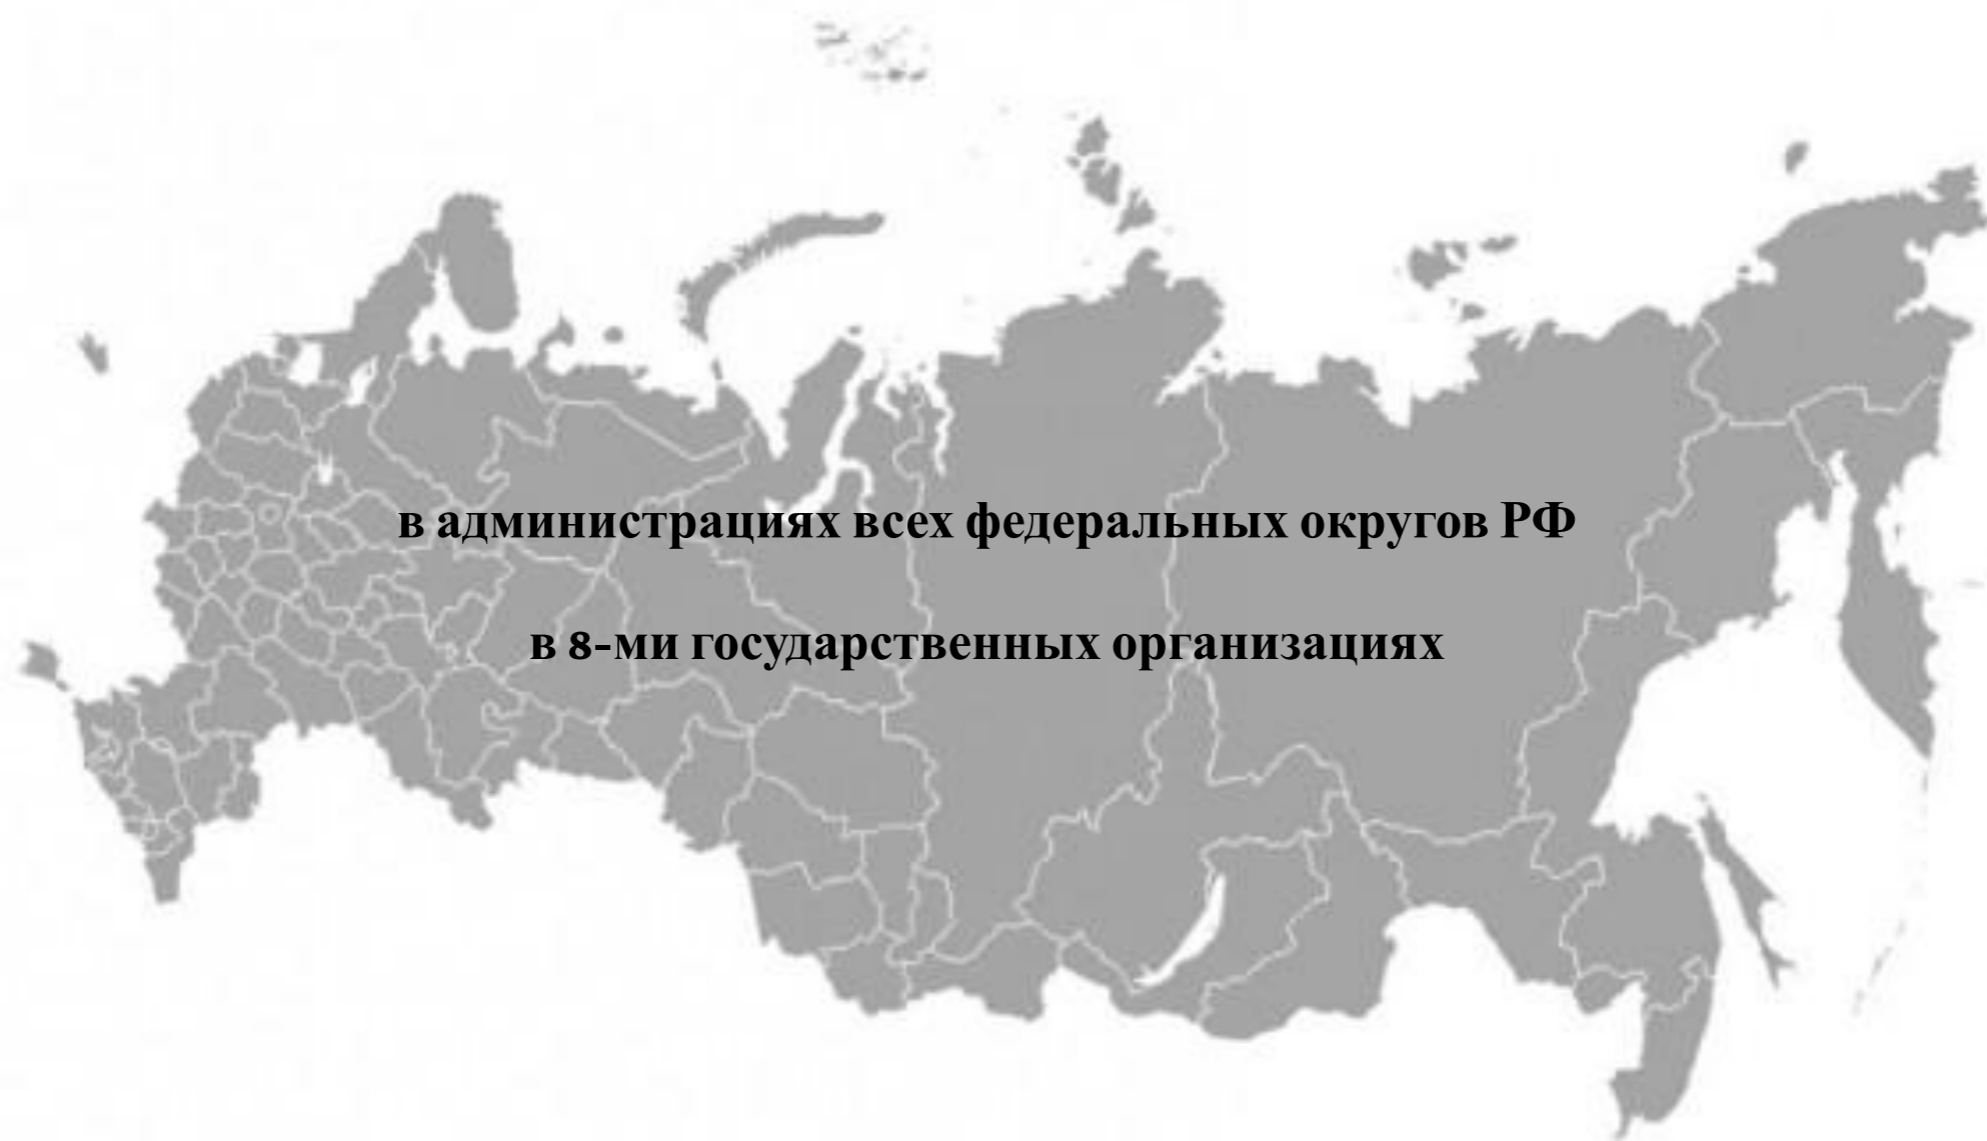 в администрациях всех федеральных округов РФ
в 8-ми государственных организациях